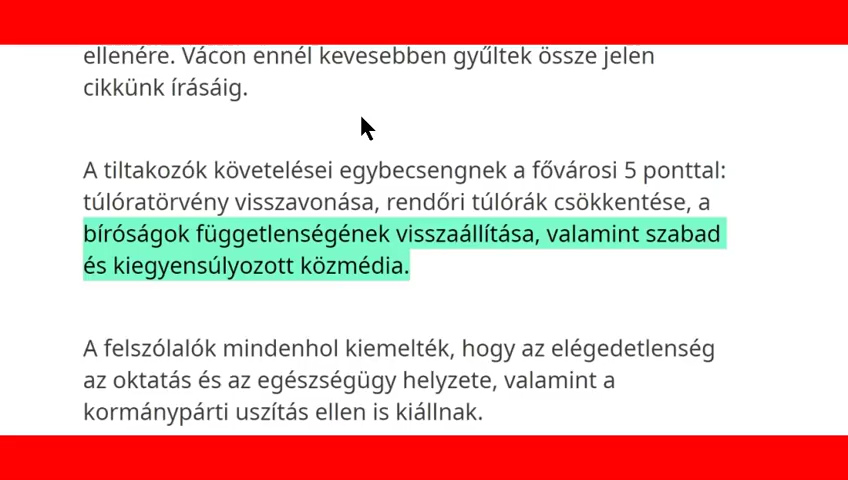 ellenére. Vácon ennél kevesebben gyűltek össze jelen
cikkünk írásáig.
A tiltakozók követelései egybecsengnek a fővárosi 5 ponttal:
túlóratörvény visszavonása, rendőri túlórák csökkentése, a
bíróságok függetlenségének visszaállítása, valamint szabad
és kiegyensúlyozott közmédia.
A felszólalók mindenhol kiemelték, hogy az elégedetlenség
az oktatás és az egészségügy helyzete, valamint a
kormánypárti uszítás ellen is kiállnak.